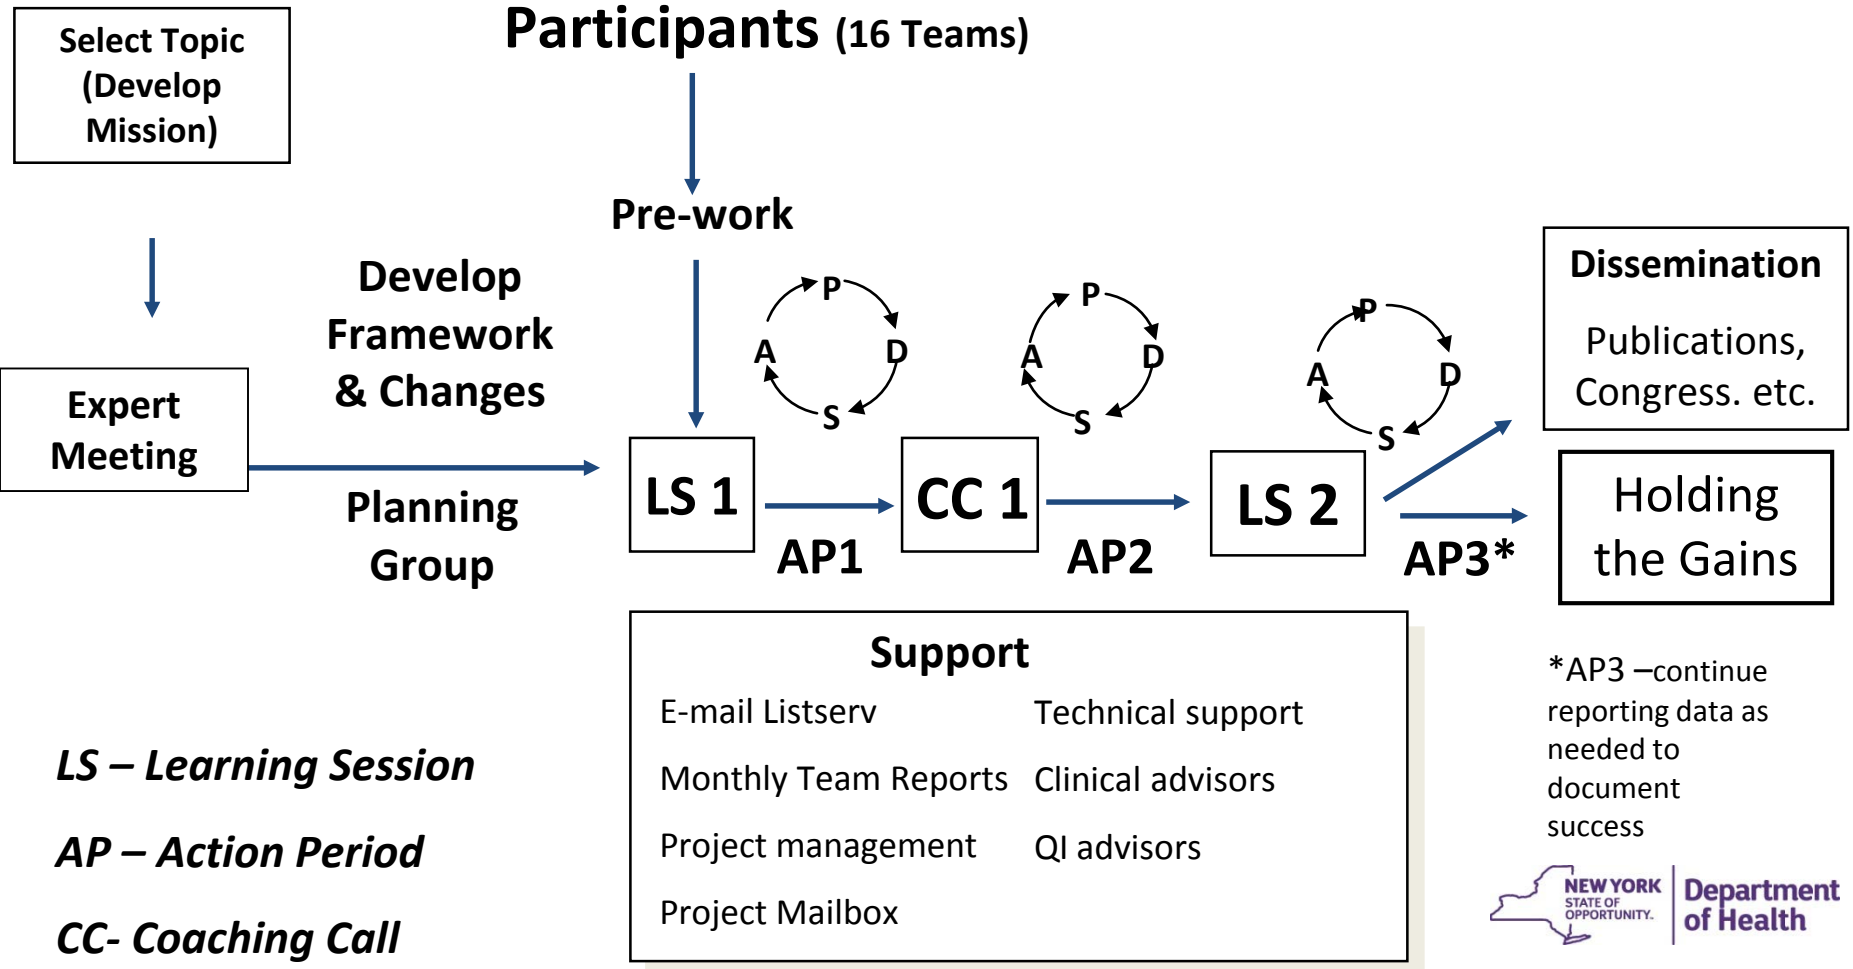 Select Topic
(Develop
Mission)
Participants (16 Teams)
Pre-work
Develop
Framework
& Changes
Expert
Meeting
Planning
Group
P
D
S
A
P
D
S
A
P
D
S
A
LS 1
AP1
CC 1
AP2
LS 2
AP3*
Dissemination
Publications,
Congress. etc.
Holding
the Gains
Support
E-mail Listserv
Technical support
Monthly Team Reports
Clinical advisors
Project management
QI advisors
Project Mailbox
*AP3 –continue
reporting data as
needed to
document
success
LS – Learning Session
AP – Action Period
CC- Coaching Call
NEW YORK
STATE OF
OPPORTUNITY.
Department
of Health